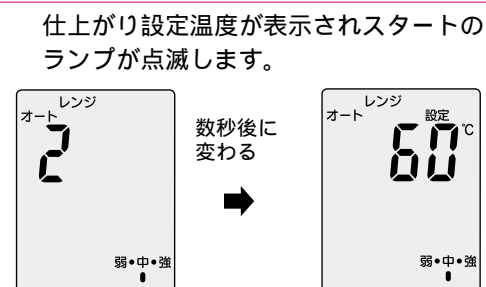 仕上がり設定温度が表示されスタートの
ランプが点滅します。
レンジ
オート
2
弱•中•強
数秒後に
変わる
レンジ
オート 設定
60℃
弱•中•強